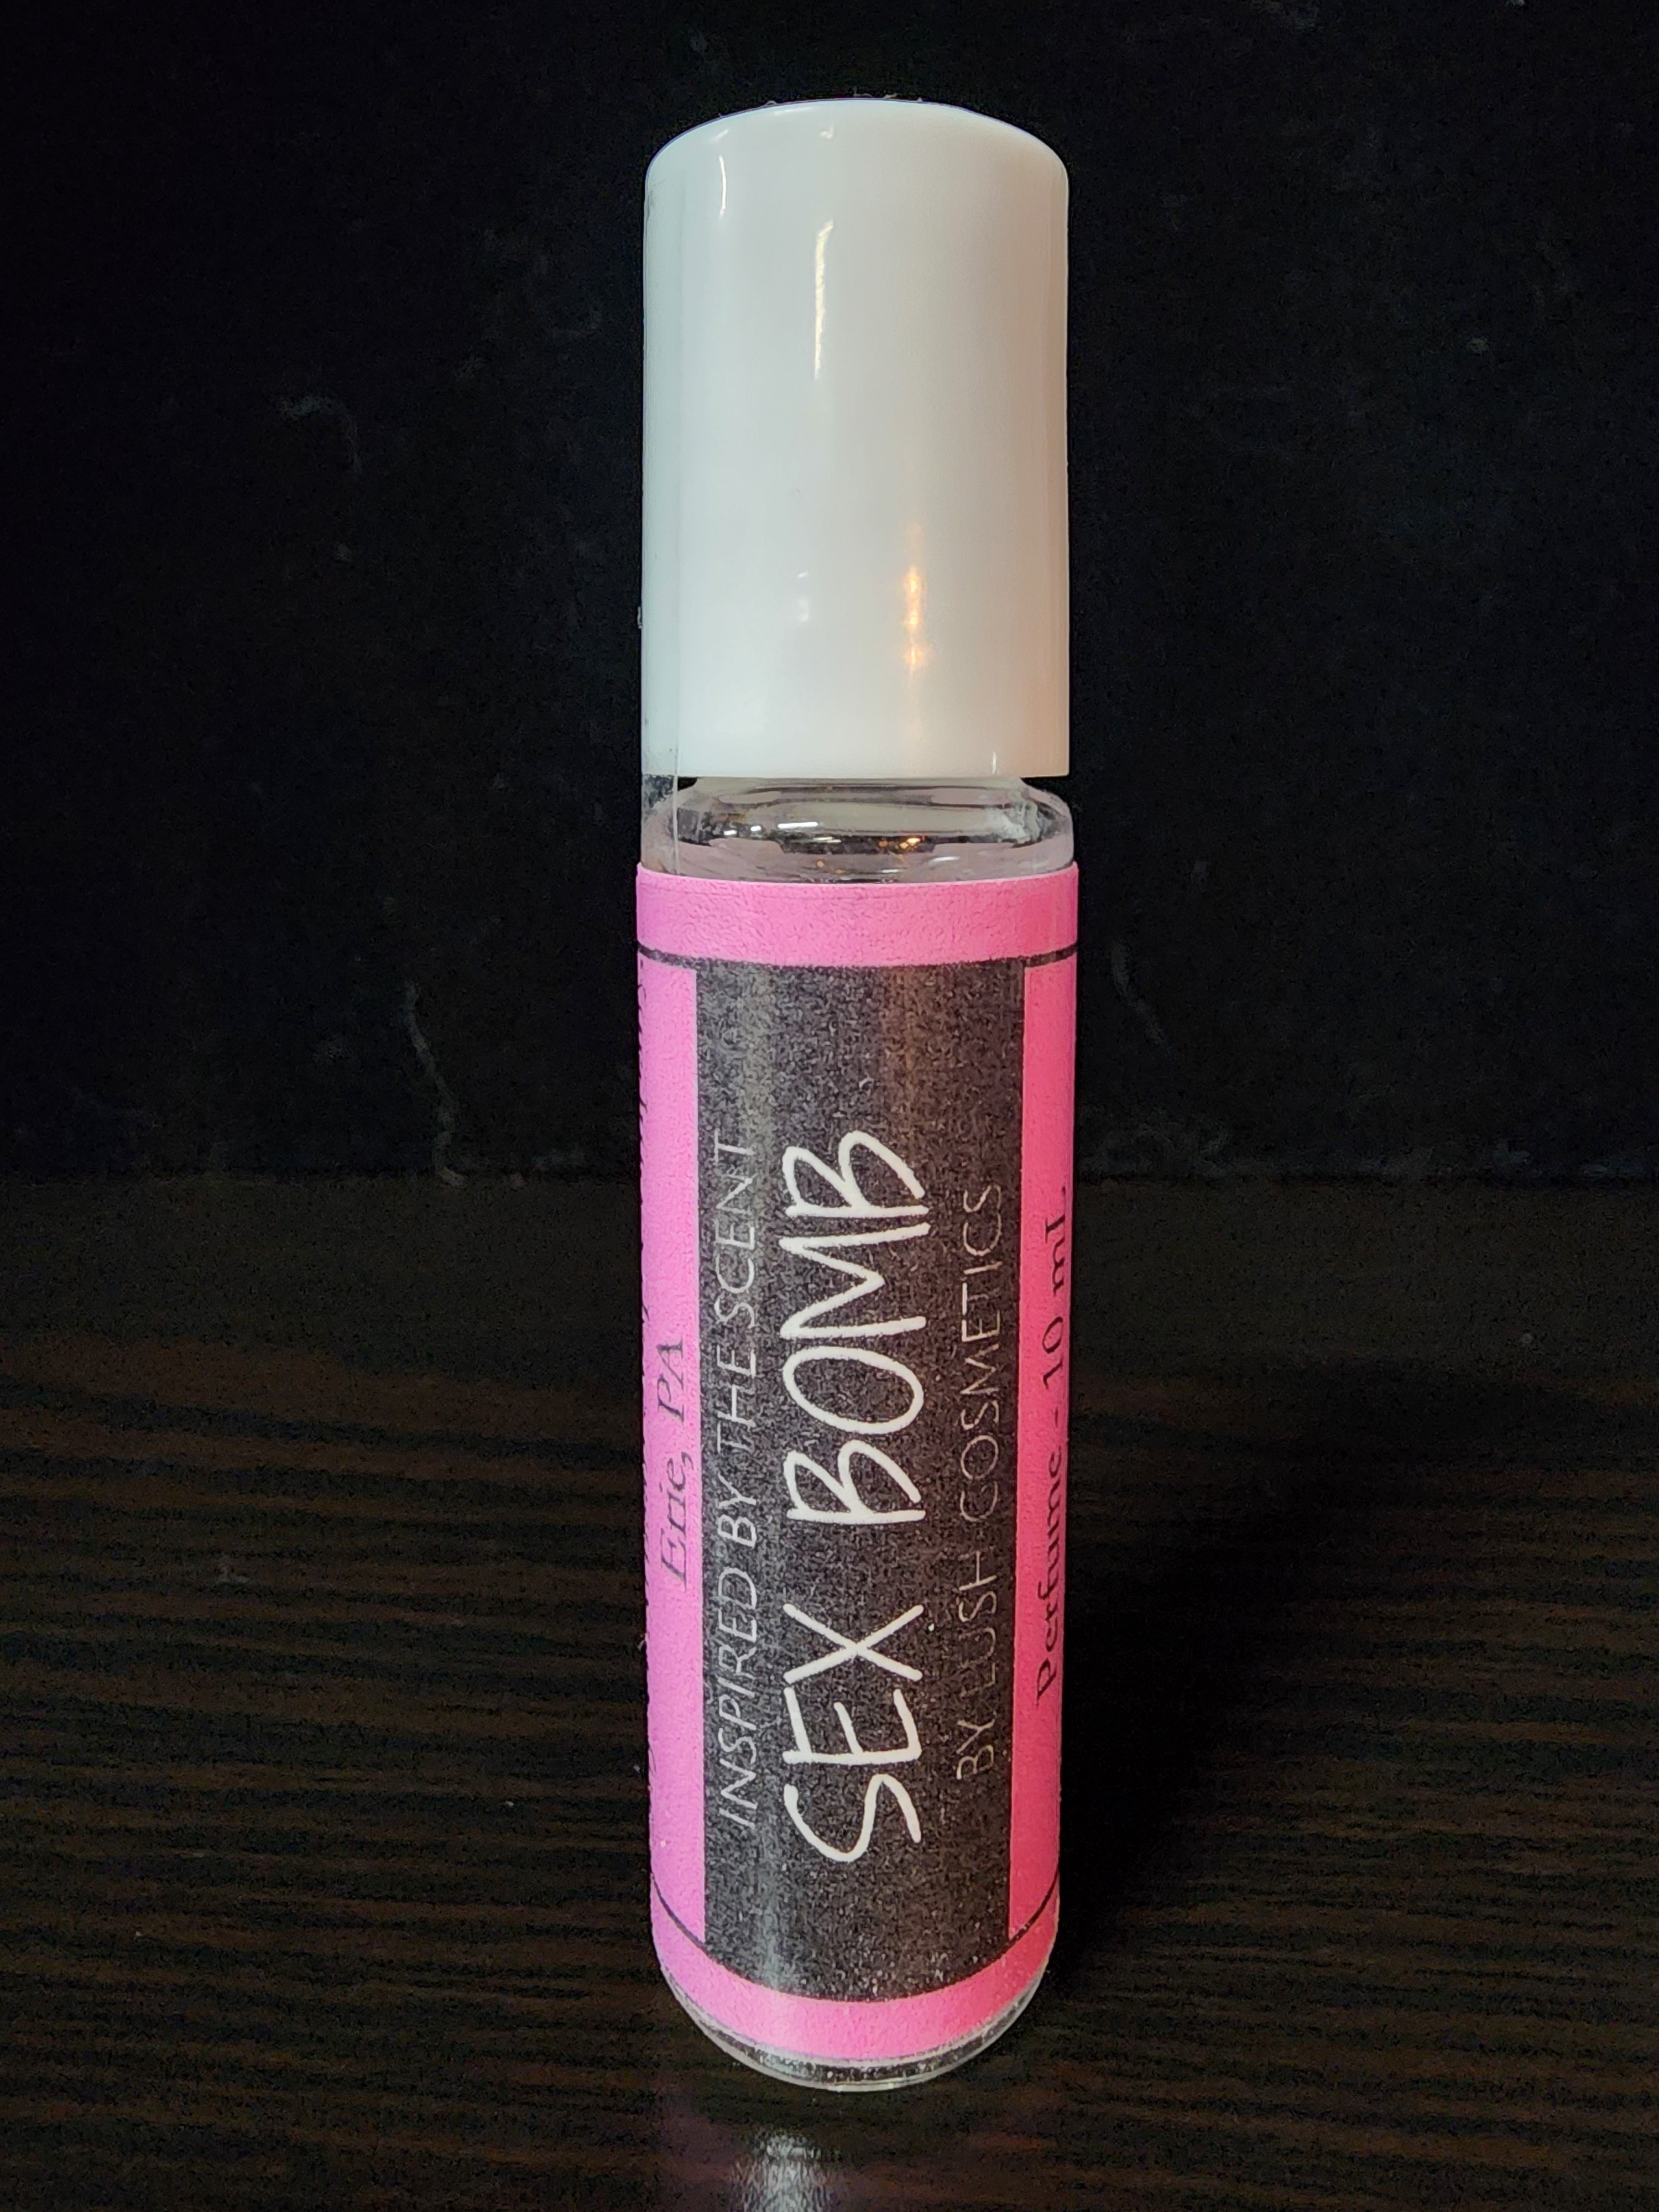 Erie, PA
INSPIRED BY THE SCENT
SEX BOMB
BY LUSH COSMETICS
Perfume - 10 mL